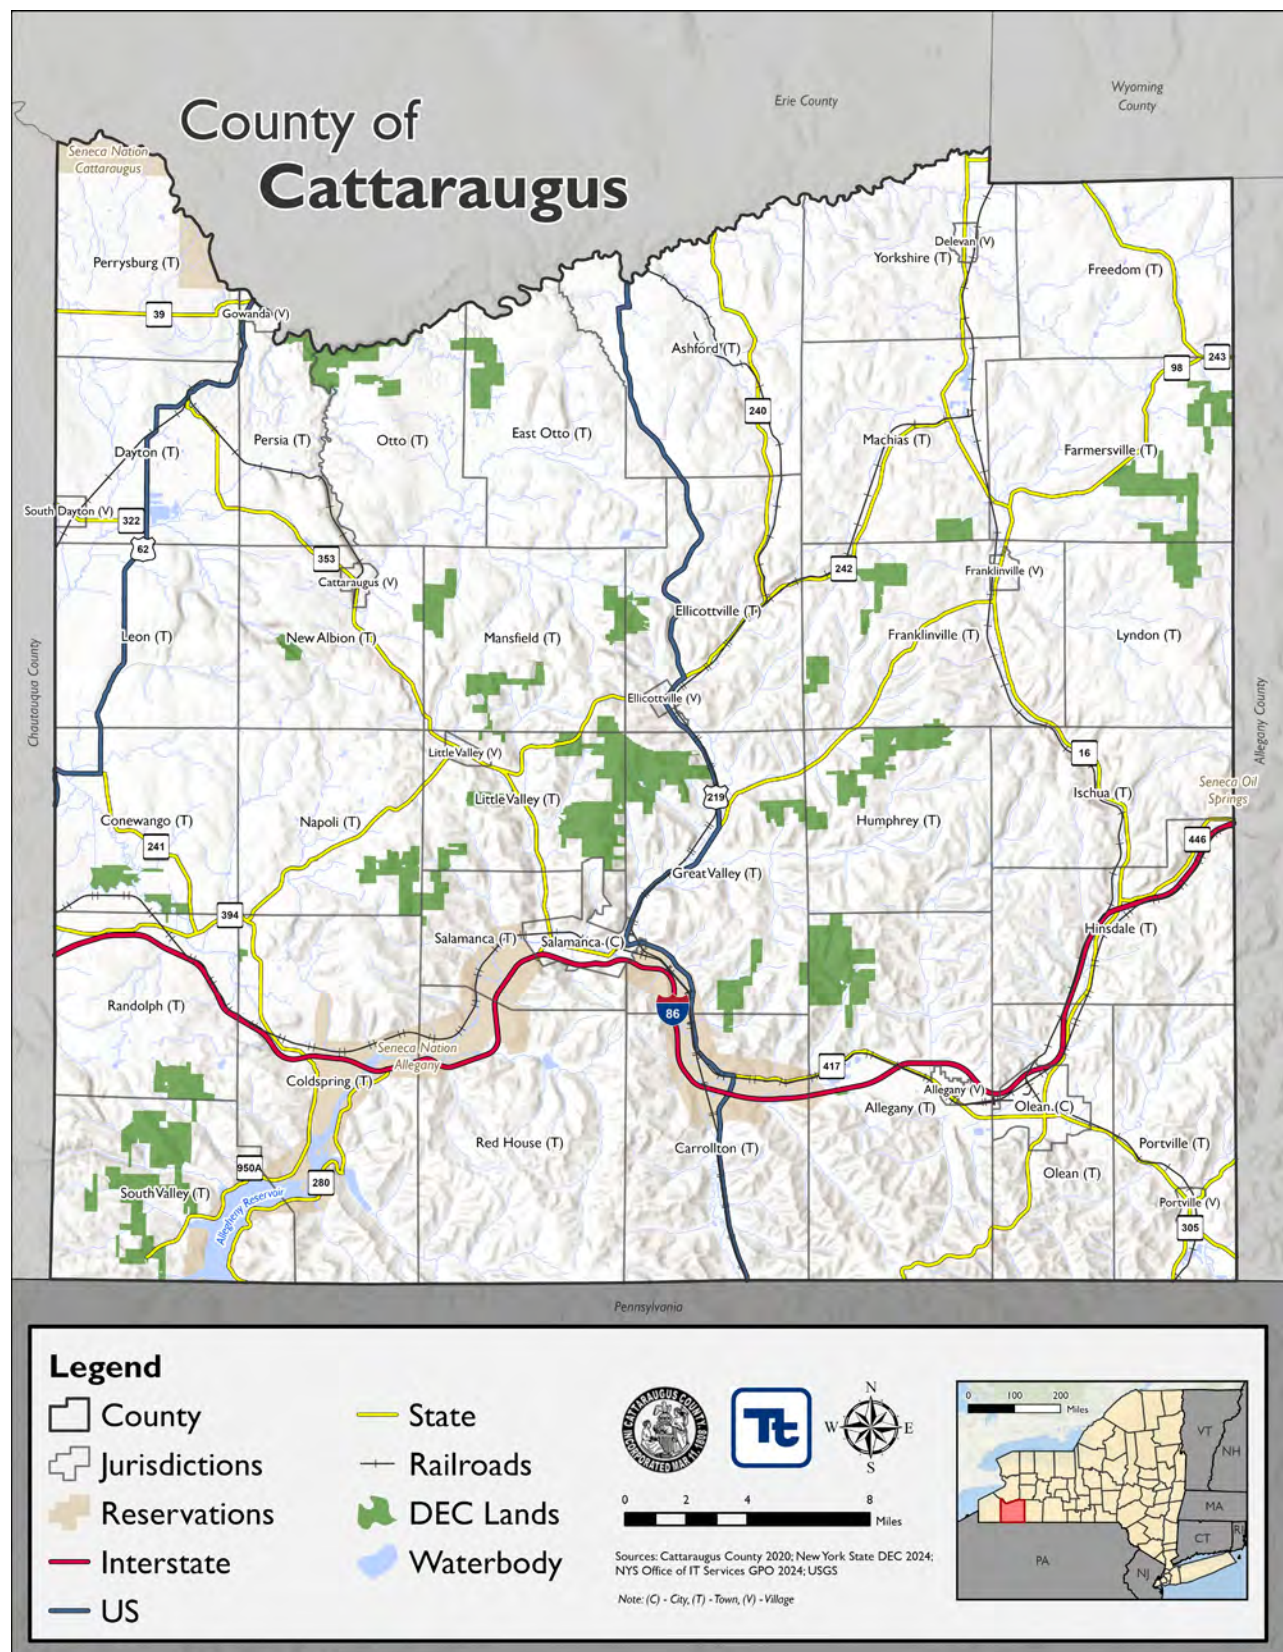 County of
Cattaraugus
Erie County
Wyoming
County
Seneca Nation
Cattaraugus
Perrysburg (T)
Delevan (V)
Yorkshire (T)
Freedom (T)
39
Gowanda (V)
Ashford (T)
98
243
240
Persia (T)
Otto (T)
East Otto (T)
Machias (T)
Dayton (T)
Farmersville (T)
South Dayton (V)
322
62
353
242
Cattaraugus (V)
Franklinville (V)
Ellicottville (T)
Leon (T)
New Albion (T)
Mansfield (T)
Franklinville (T)
Lyndon (T)
Chautauqua County
Allegany County
Ellicottville (V)
Little Valley (V)
16
Seneca Oil
Springs
219
Little Valley (T)
Ischua (T)
Conewango (T)
Napoli (T)
Humphrey (T)
241
446
Great Valley (T)
394
Hinsdale (T)
Salamanca (T)
Salamanca (C)
Randolph (T)
86
Seneca Nation
Allegany
417
Coldspring (T)
Allegany (V)
Allegany (T)
Olean (C)
Red House (T)
Carrollton (T)
Portville (T)
950A
Olean (T)
280
South Valley (T)
Allegheny Reservoir
Portville (V)
305
Pennsylvania
Legend
County
Jurisdictions
Reservations
Interstate
US
State
Railroads
DEC Lands
Waterbody
CATTARAUGUS COUNTY,
INCORPORATED MAR 11, 1808
Tt
N
W
E
S
0 2 4 8
Miles
Sources: Cattaraugus County 2020; New York State DEC 2024;
NYS Office of IT Services GPO 2024; USGS
Note: (C) - City, (T) - Town, (V) - Village
0 100 200
Miles
VT
NH
MA
CT
RI
PA
NJ